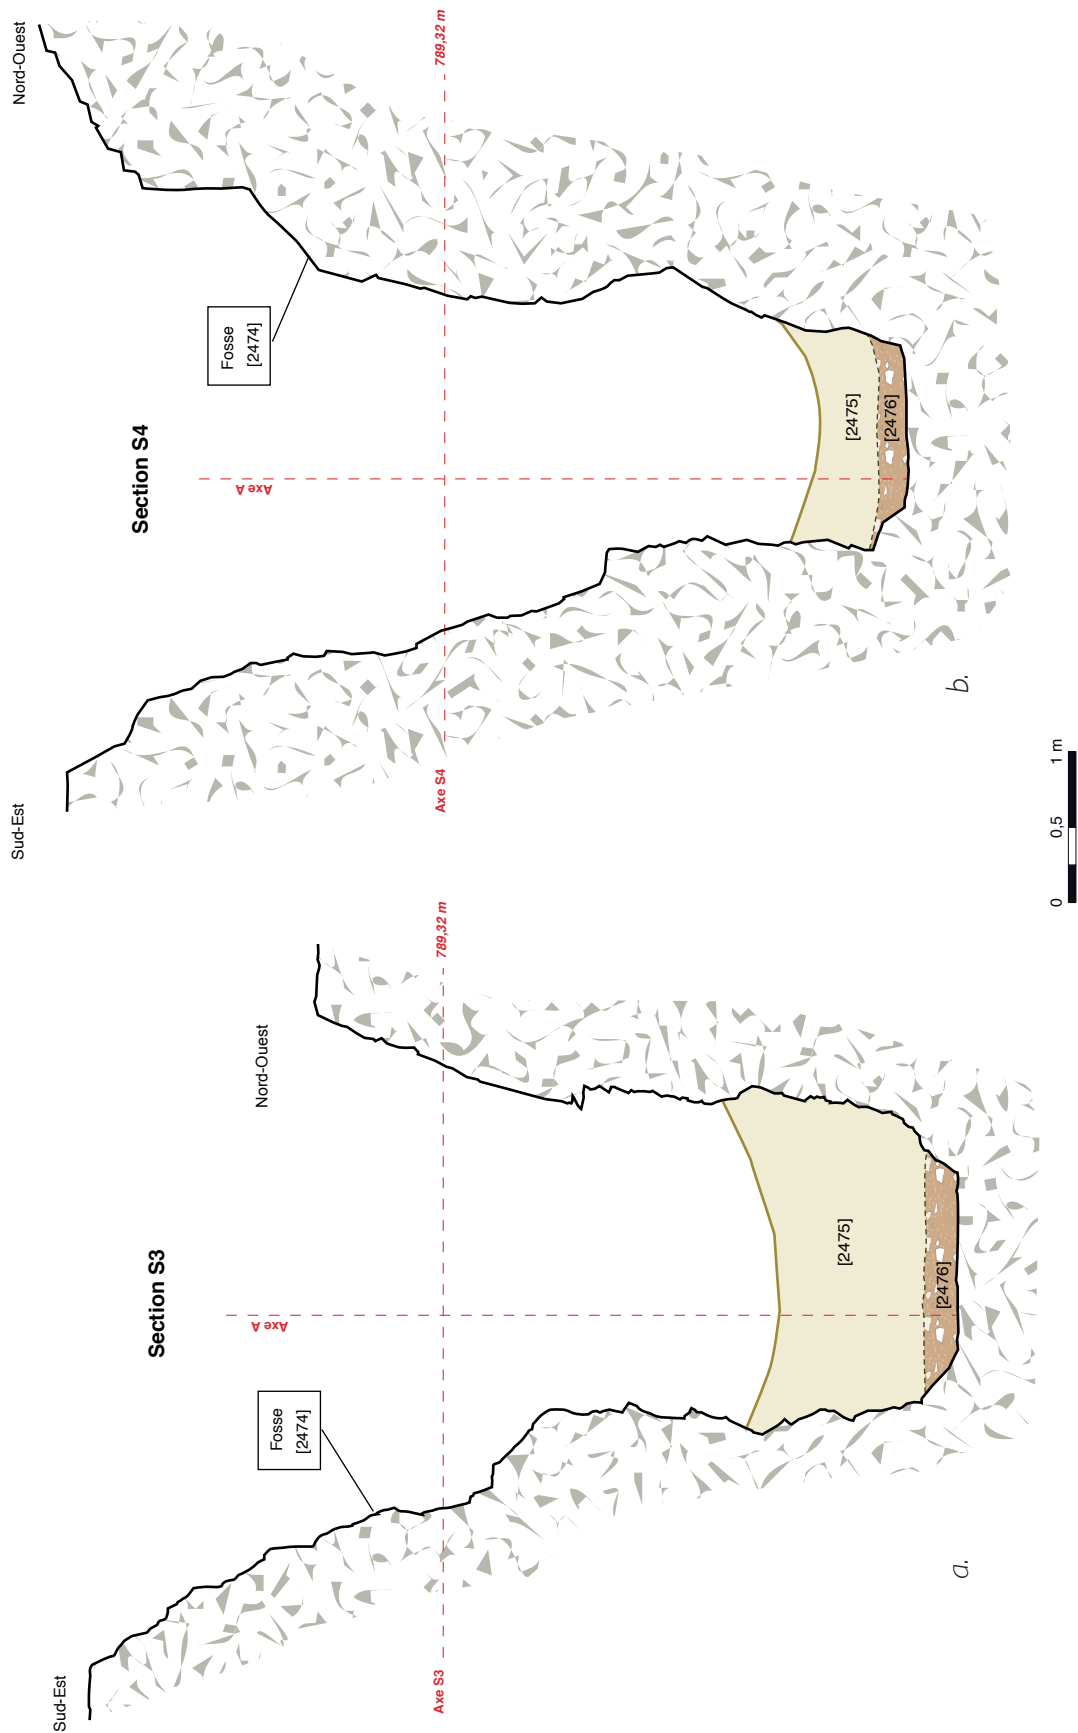 Section S3
Sud-Est
Nord-Ouest
Fosse
[2474]
Axe A
Axe S3
789,32 m
[2475]
[2476]
a.
Section S4
Sud-Est
Nord-Ouest
Fosse
[2474]
Axe A
Axe S4
789,32 m
[2475]
[2476]
b.
0 0,5 1 m